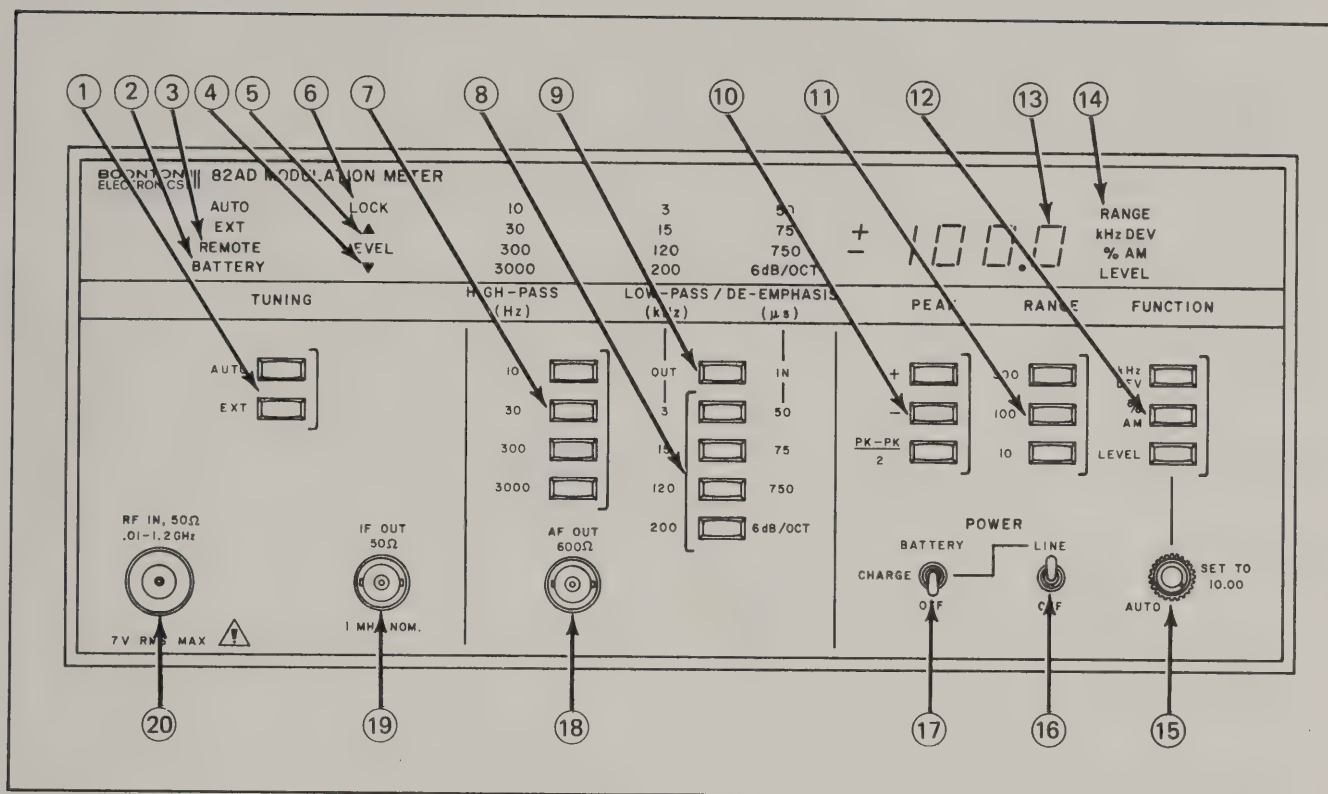 1 2 3 4 5 6 7 8 9 10 11 12 13 14
BOONTON ELECTRONICS 82AD MODULATION METER
AUTO LOCK 10 3 50 RANGE
EXT ▲ 30 15 75 + 100.0 kHz DEV
REMOTE LEVEL 300 120 750 − % AM
BATTERY ▼ 3000 200 6dB/OCT LEVEL
TUNING HIGH-PASS (Hz) LOW-PASS / DE-EMPHASIS (kHz) (µs) PEAK RANGE FUNCTION
AUTO 10 OUT IN + 300 kHz DEV
EXT 30 3 50 − 100 % AM
300 15 75 PK-PK/2 10 LEVEL
3000 120 750
200 6dB/OCT
RF IN, 50Ω
.01-1.2GHz
7V RMS MAX
IF OUT
50Ω
1 MHz NOM.
AF OUT
600Ω
POWER
BATTERY LINE
CHARGE
OFF OFF
SET TO
10.00
AUTO
20 19 18 17 16 15